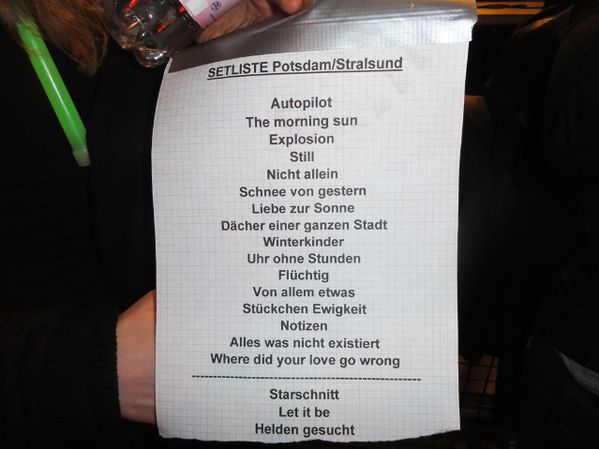 SETLISTE Potsdam/Stralsund
Autopilot
The morning sun
Explosion
Still
Nicht allein
Schnee von gestern
Liebe zur Sonne
Dächer einer ganzen Stadt
Winterkinder
Uhr ohne Stunden
Flüchtig
Von allem etwas
Stückchen Ewigkeit
Notizen
Alles was nicht existiert
Where did your love go wrong
--------------------------------------------------------
Starschnitt
Let it be
Helden gesucht